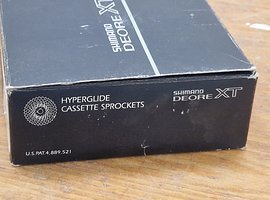 SHIMANO
DEORE XT
HYPERGLIDE
CASSETTE SPROCKETS
SHIMANO
DEORE XT
U.S.PAT.4,889,521